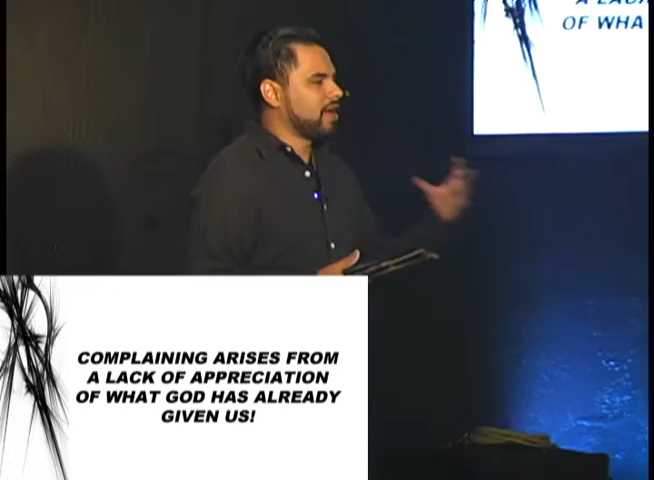 OF WHA
COMPLAINING ARISES FROM
A LACK OF APPRECIATION
OF WHAT GOD HAS ALREADY
GIVEN US!